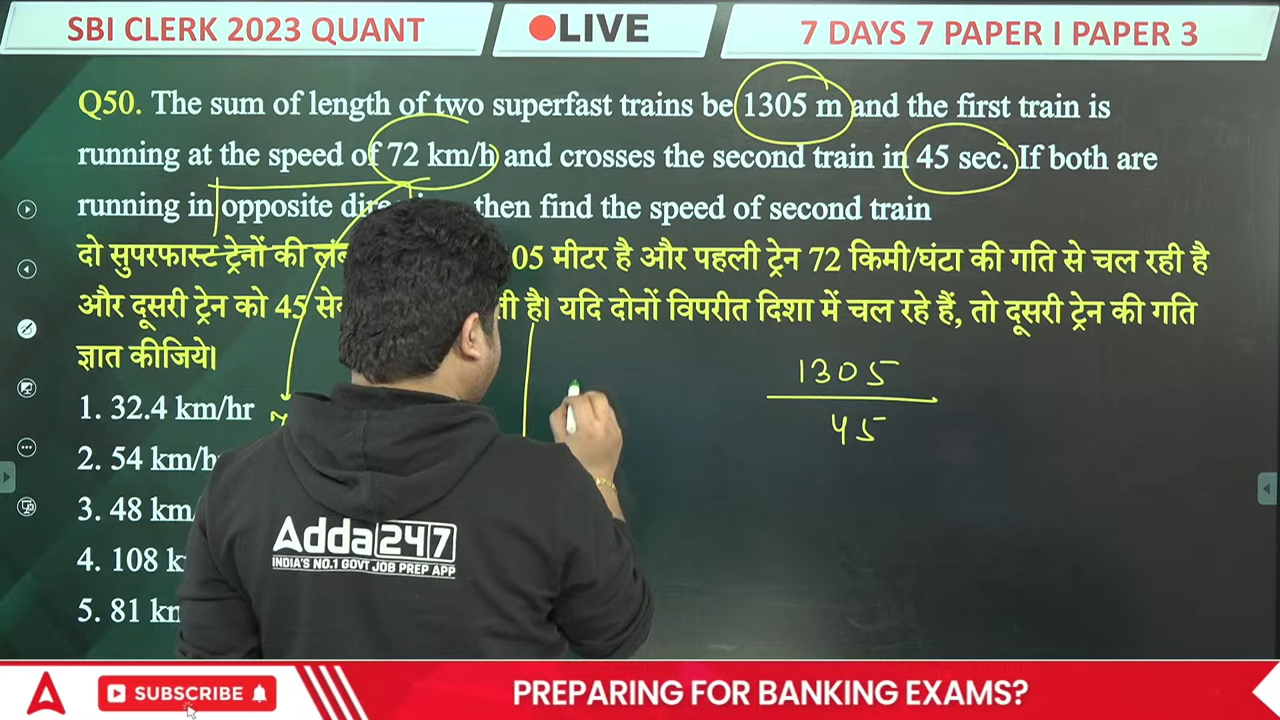 SBI CLERK 2023 QUANT
LIVE
7 DAYS 7 PAPER I PAPER 3
Q50. The sum of length of two superfast trains be 1305 m and the first train is
running at the speed of 72 km/h and crosses the second train in 45 sec. If both are
running in opposite then find the speed of second train
दो सुपरफास्ट ट्रेनों की मीटर है और पहली ट्रेन 72 किमी/घंटा की गति से चल रही है
और दूसरी ट्रेन को 45 है। यदि दोनों विपरीत दिशा में चल रहे हैं, तो दूसरी ट्रेन की गति
ज्ञात कीजिये।
1305
45
1. 32.4 km/hr
2. 54 km/h
3. 48 km
4. 108
5. 81
Adda247
INDIA'S NO.1 GOVT JOB PREP APP
SUBSCRIBE
PREPARING FOR BANKING EXAMS?